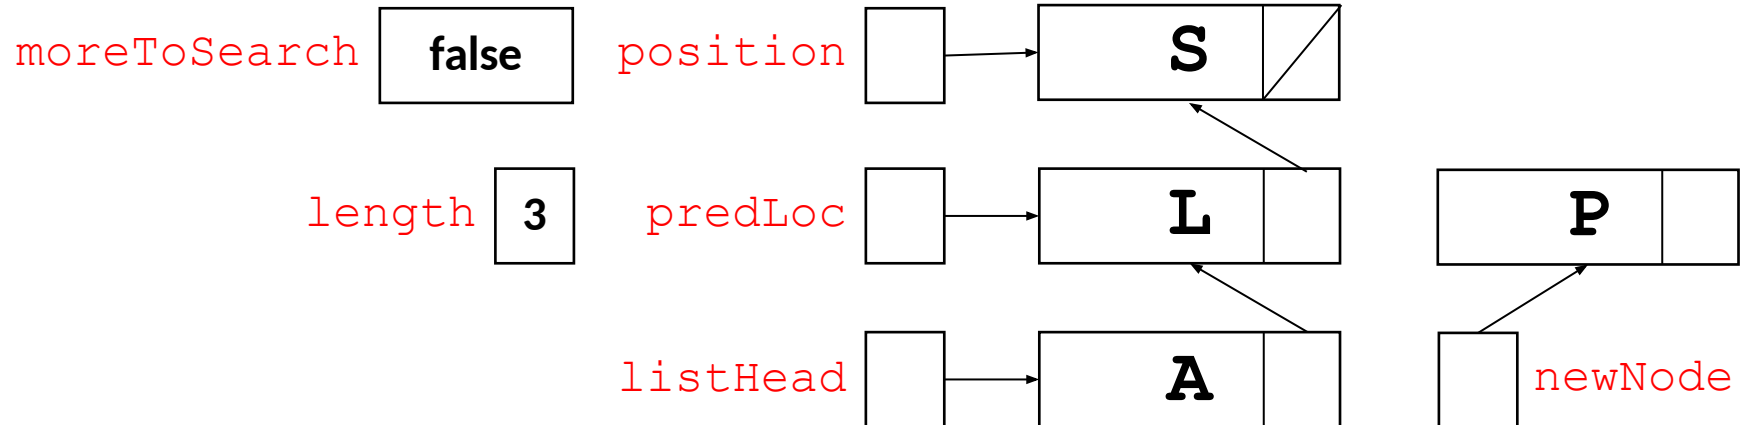 moreToSearch false position S
length 3 predLoc L P
listHead A newNode